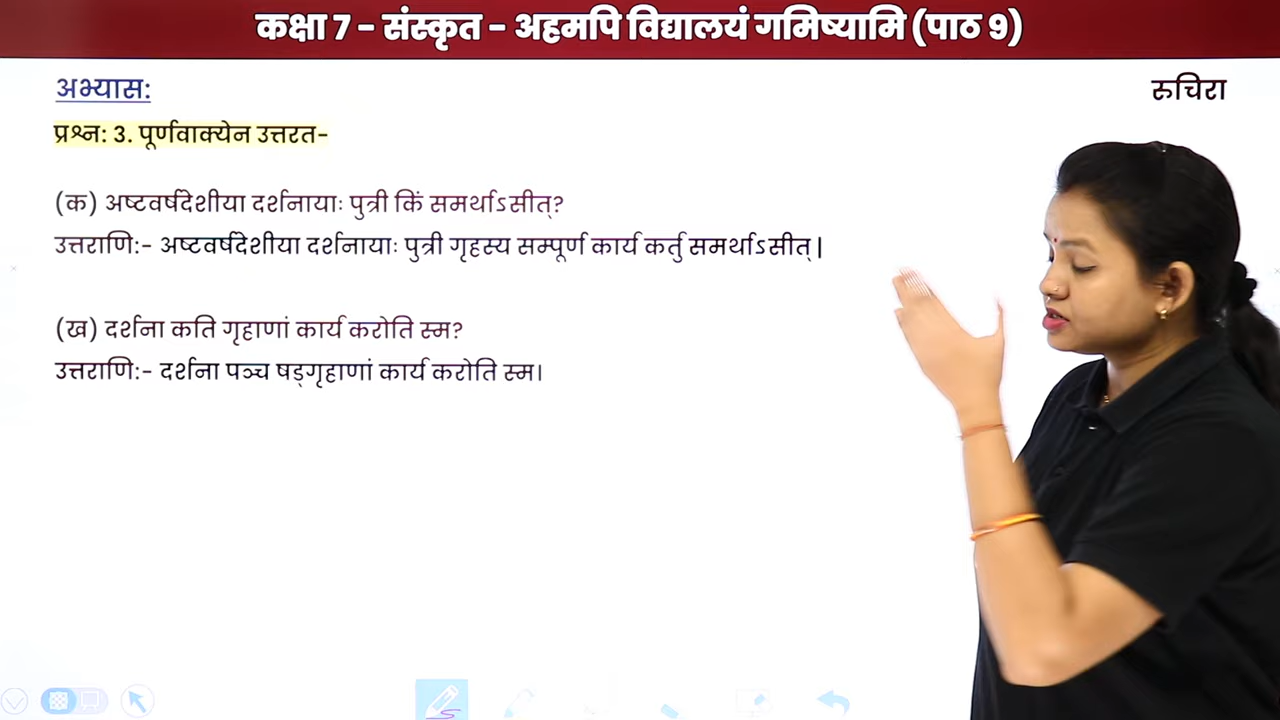 कक्षा 7 - संस्कृत - अहमपि विद्यालयं गमिष्यामि (पाठ 9)
अभ्यास:
रुचिरा
प्रश्न: 3. पूर्णवाक्येन उत्तरत-
(क) अष्टवर्षदेशीया दर्शनायाः पुत्री किं समर्थाऽसीत्?
उत्तराणि:- अष्टवर्षदेशीया दर्शनायाः पुत्री गृहस्य सम्पूर्ण कार्य कर्तु समर्थाऽसीत् |
(ख) दर्शना कति गृहाणां कार्य करोति स्म?
उत्तराणि:- दर्शना पञ्च षड्गृहाणां कार्य करोति स्म।